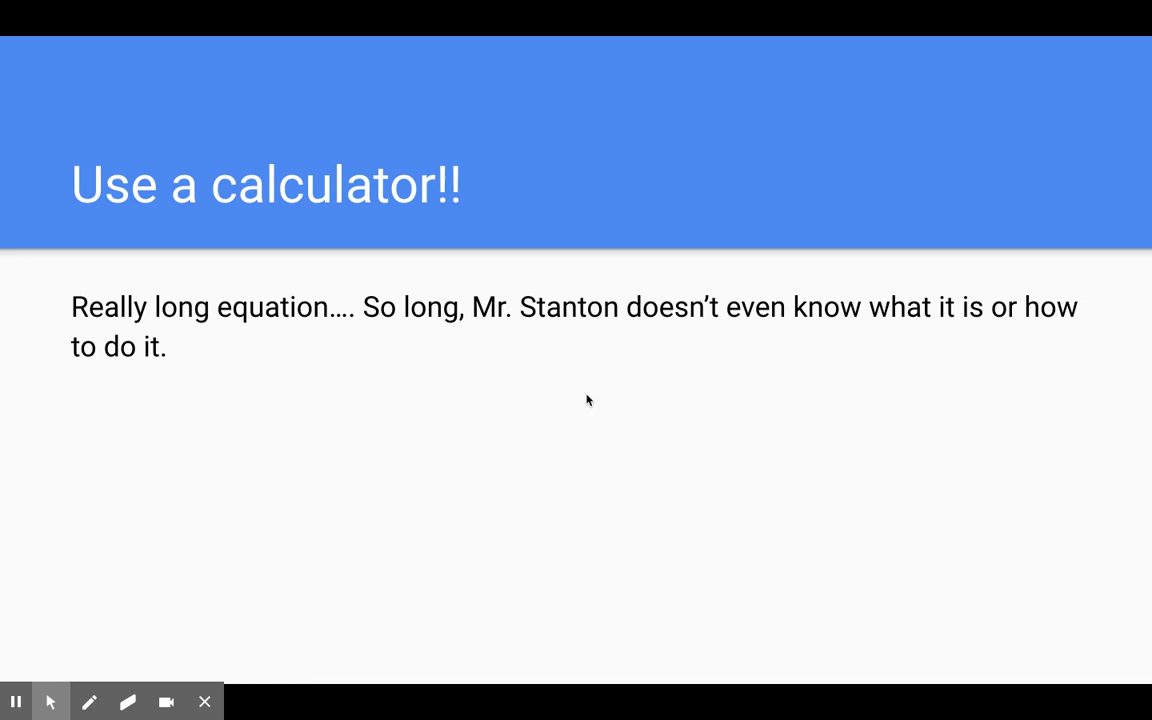 Use a calculator!!
Really long equation…. So long, Mr. Stanton doesn’t even know what it is or how
to do it.